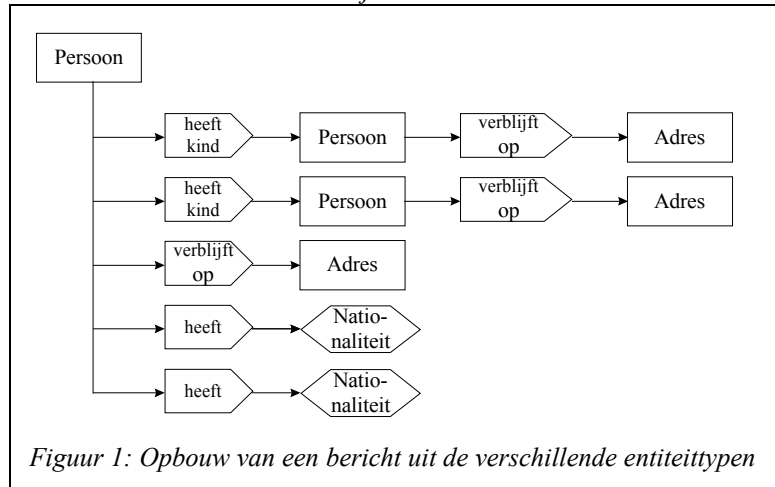 Persoon
heeft
kind
Persoon
verblijft
op
Adres
heeft
kind
Persoon
verblijft
op
Adres
verblijft
op
Adres
heeft
Natio-
naliteit
heeft
Natio-
naliteit
Figuur 1: Opbouw van een bericht uit de verschillende entiteittypen